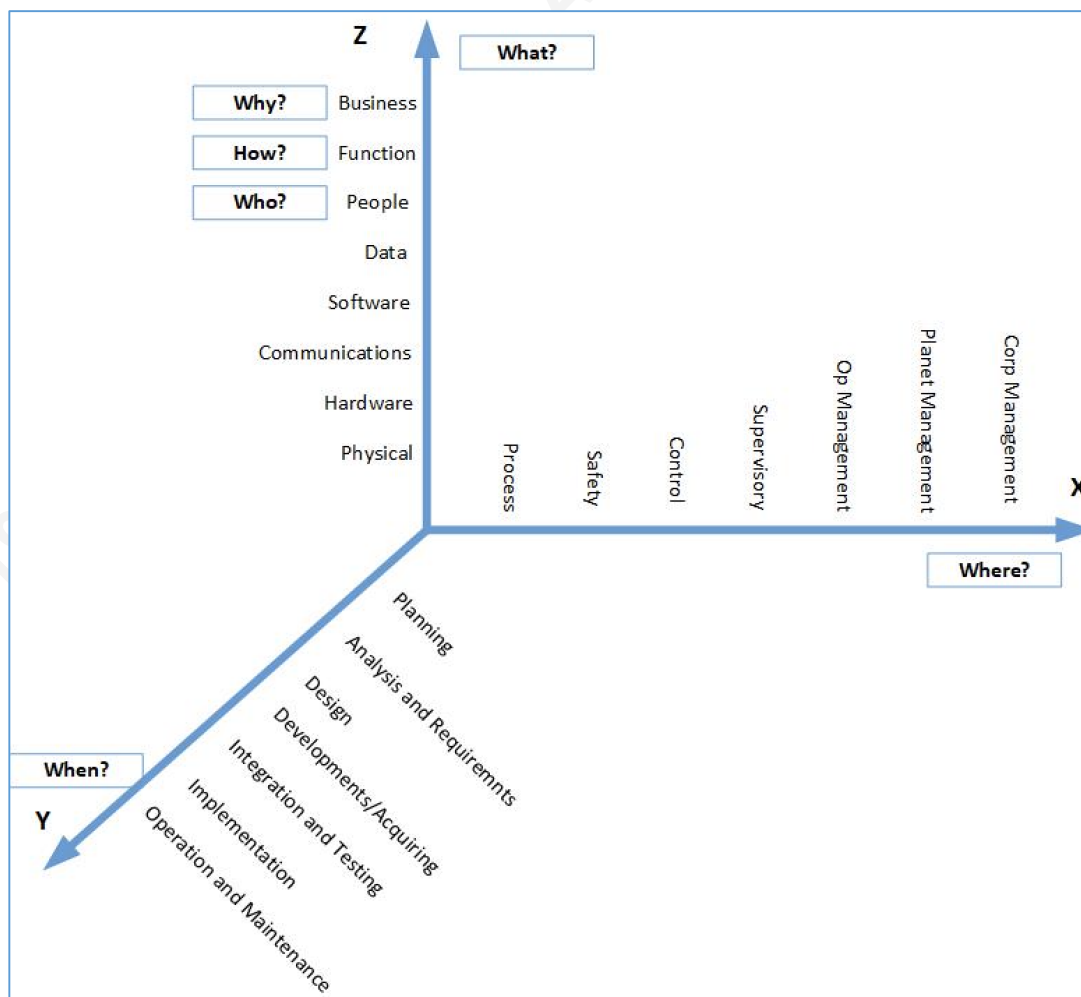 Z
What?
Why?
Business
How?
Function
Who?
People
Data
Software
Communications
Hardware
Physical
Process
Safety
Control
Supervisory
Op Management
Planet Management
Corp Management
X
Where?
Planning
Analysis and Requiremnts
Design
Developments/Acquiring
Integration and Testing
Implementation
Operation and Maintenance
When?
Y